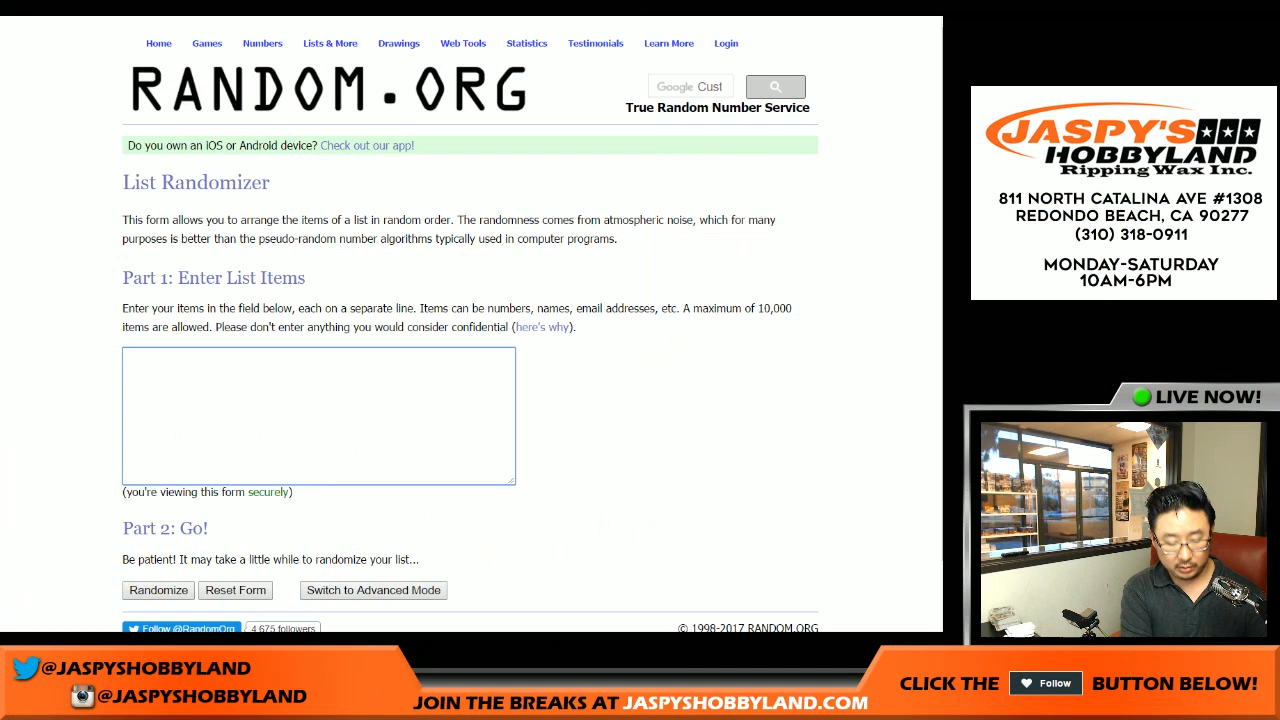 Home Games Numbers Lists & More Drawings Web Tools Statistics Testimonials Learn More Login
RANDOM.ORG
Google Cust
True Random Number Service
Do you own an iOS or Android device? Check out our app!
List Randomizer
This form allows you to arrange the items of a list in random order. The randomness comes from atmospheric noise, which for many
purposes is better than the pseudo-random number algorithms typically used in computer programs.
Part 1: Enter List Items
Enter your items in the field below, each on a separate line. Items can be numbers, names, email addresses, etc. A maximum of 10,000
items are allowed. Please don't enter anything you would consider confidential (here's why).
(you're viewing this form securely)
Part 2: Go!
Be patient! It may take a little while to randomize your list...
Randomize Reset Form Switch to Advanced Mode
Follow @RandomOrg 4,675 followers
© 1998-2017 RANDOM.ORG
JASPY'S
HOBBYLAND
Ripping Wax Inc.
811 NORTH CATALINA AVE #1308
REDONDO BEACH, CA 90277
(310) 318-0911
MONDAY-SATURDAY
10AM-6PM
LIVE NOW!
@JASPYSHOBBYLAND
@JASPYSHOBBYLAND
JOIN THE BREAKS AT JASPYSHOBBYLAND.COM
CLICK THE Follow BUTTON BELOW!